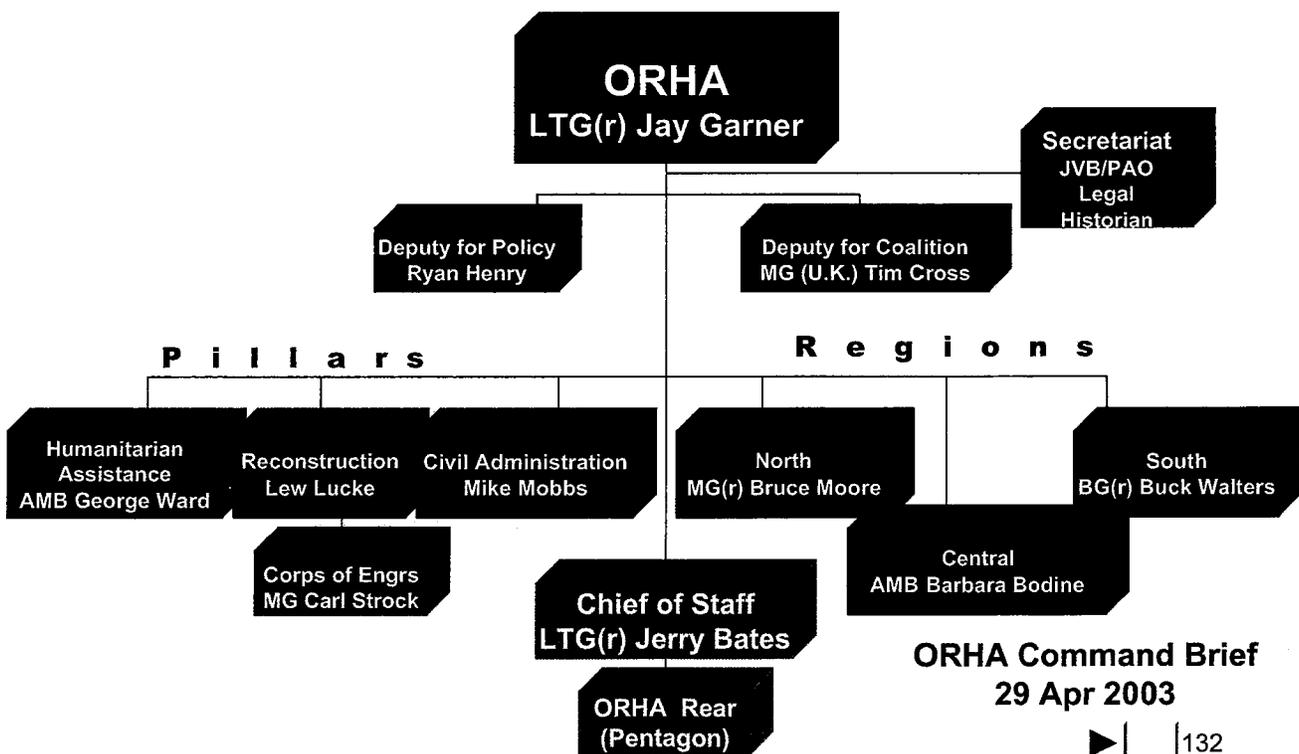 ORHA
LTG(r) Jay Garner
Secretariat
JVB/PAO
Legal
Historian
Deputy for Policy
Ryan Henry
Deputy for Coalition
MG (U.K.) Tim Cross
Pillars
Regions
Humanitarian
Assistance
AMB George Ward
Reconstruction
Lew Lucke
Civil Administration
Mike Mobbs
North
MG(r) Bruce Moore
South
BG(r) Buck Walters
Corps of Engrs
MG Carl Strock
Central
AMB Barbara Bodine
Chief of Staff
LTG(r) Jerry Bates
ORHA Rear
(Pentagon)
ORHA Command Brief
29 Apr 2003
132